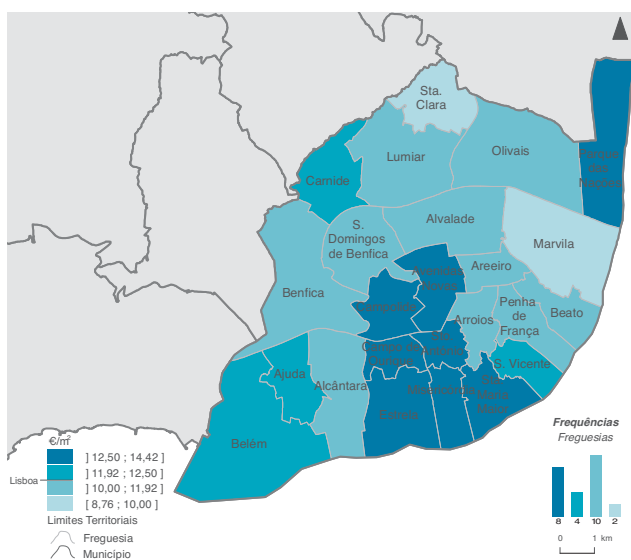 Sta.
Clara
Olivais
Lumiar
Parque
das
Nações
Carnide
Alvalade
S.
Domingos
de Benfica
Marvila
Avenidas
Novas
Areeiro
Benfica
Campolide
Penha
de
França
Beato
Arroios
Sto.
António
Campo de
Ourique
S. Vicente
Ajuda
Alcântara
Misericórdia
Sta.
Maria
Maior
Estrela
Belém
€/m²
] 12,50 ; 14,42 ]
] 11,92 ; 12,50 ]
Lisboa
] 10,00 ; 11,92 ]
[ 8,76 ; 10,00 ]
Limites Territoriais
Freguesia
Município
Frequências
Freguesias
8 4 10 2
0 1 km